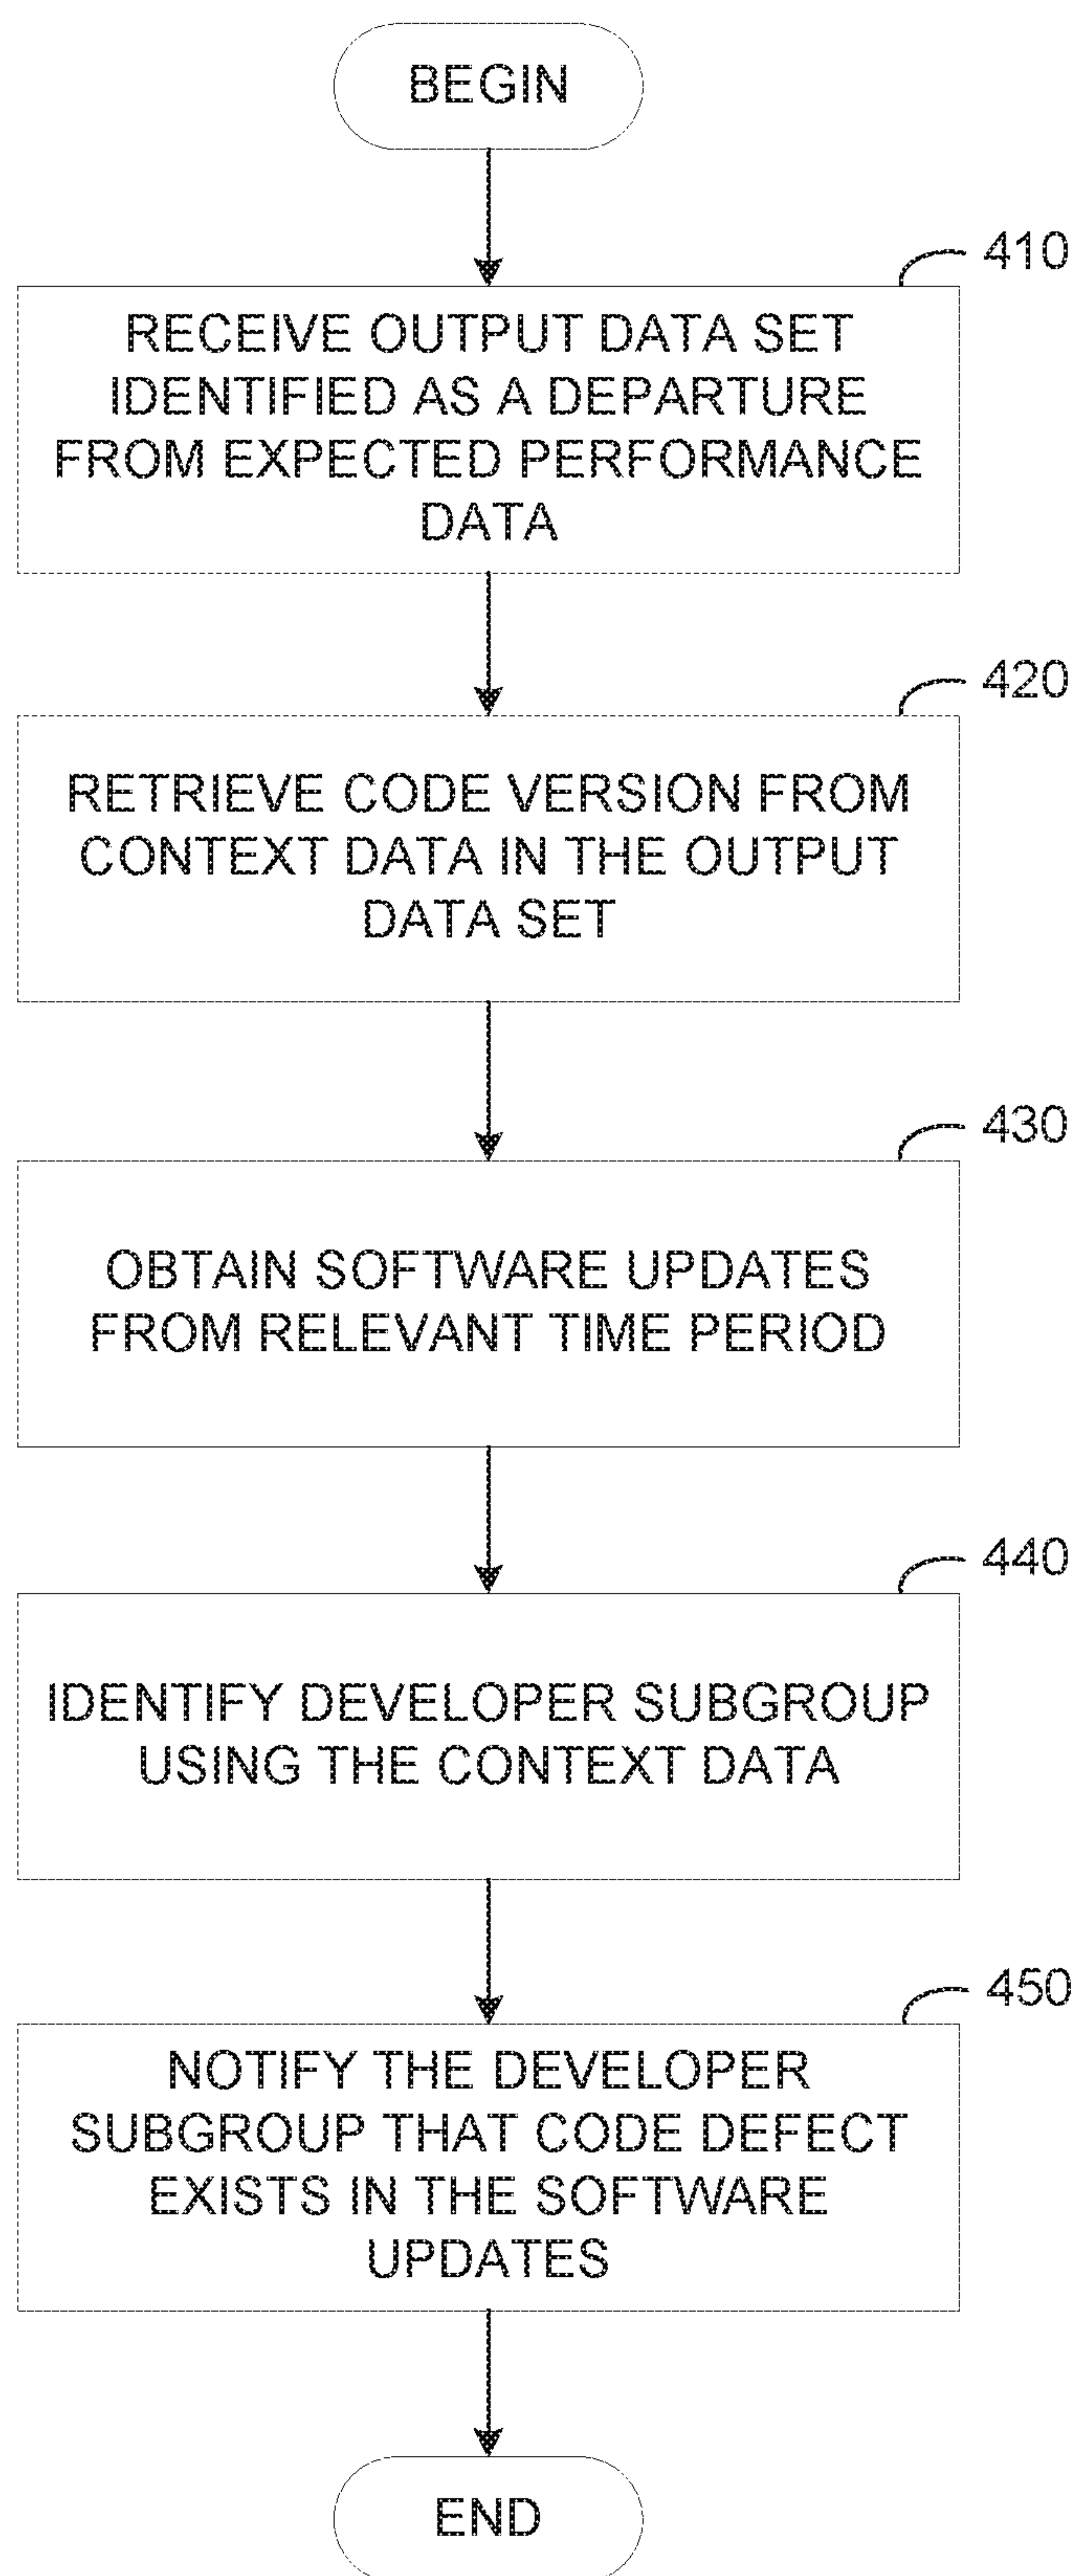 BEGIN
410
RECEIVE OUTPUT DATA SET
IDENTIFIED AS A DEPARTURE
FROM EXPECTED PERFORMANCE
DATA
420
RETRIEVE CODE VERSION FROM
CONTEXT DATA IN THE OUTPUT
DATA SET
430
OBTAIN SOFTWARE UPDATES
FROM RELEVANT TIME PERIOD
440
IDENTIFY DEVELOPER SUBGROUP
USING THE CONTEXT DATA
450
NOTIFY THE DEVELOPER
SUBGROUP THAT CODE DEFECT
EXISTS IN THE SOFTWARE
UPDATES
END